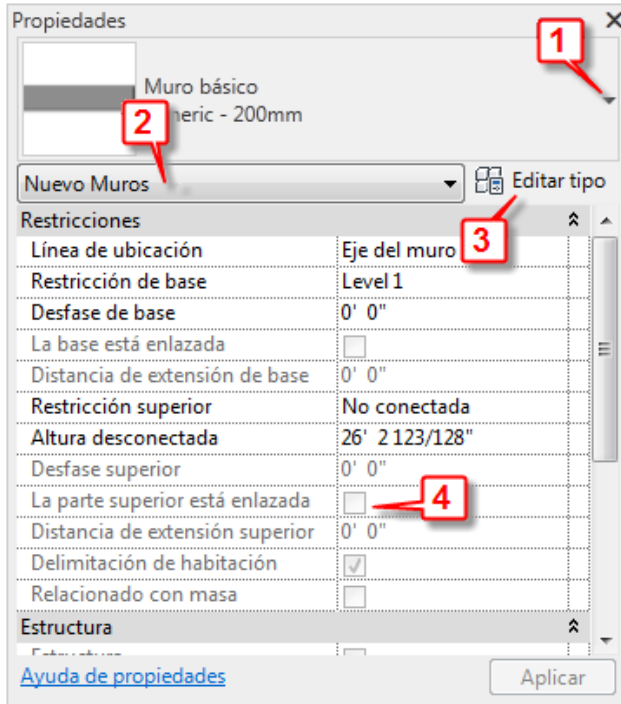 Propiedades
1
Muro básico
neric - 200mm
2
Nuevo Muros
Editar tipo
3
Restricciones
Línea de ubicación Eje del muro
Restricción de base Level 1
Desfase de base 0' 0"
La base está enlazada
Distancia de extensión de base 0' 0"
Restricción superior No conectada
Altura desconectada 26' 2 123/128"
Desfase superior 0' 0"
La parte superior está enlazada 4
Distancia de extensión superior 0' 0"
Delimitación de habitación
Relacionado con masa
Estructura
Ayuda de propiedades Aplicar